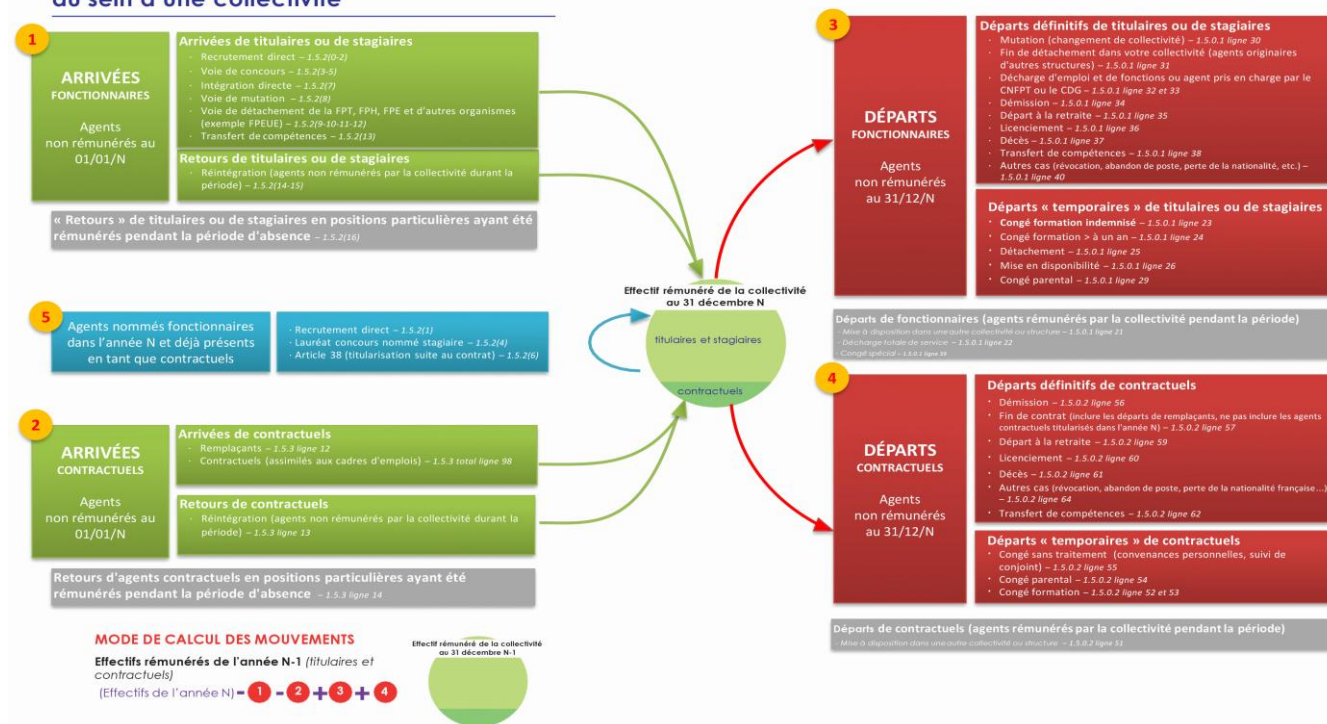 au sein d'une collectivité
1
ARRIVÉES
FONCTIONNAIRES
Agents
non rémunérés au
01/01/N
Arrivées de titulaires ou de stagiaires
· Recrutement direct – 1.5.2(0-2)
· Voie de concours – 1.5.2(3-5)
· Intégration directe – 1.5.2(7)
· Voie de mutation – 1.5.2(8)
· Voie de détachement de la FPT, FPH, FPE et d'autres organismes
(exemple FPEUE) – 1.5.2(9-10-11-12)
· Transfert de compétences – 1.5.2(13)
Retours de titulaires ou de stagiaires
· Réintégration (agents non rémunérés par la collectivité durant la
période) – 1.5.2(14-15)
« Retours » de titulaires ou de stagiaires en positions particulières ayant été
rémunérés pendant la période d'absence – 1.5.2(16)
5
Agents nommés fonctionnaires
dans l'année N et déjà présents
en tant que contractuels
· Recrutement direct – 1.5.2(1)
· Lauréat concours nommé stagiaire – 1.5.2(4)
· Article 38 (titularisation suite au contrat) – 1.5.2(6)
2
ARRIVÉES
CONTRACTUELS
Agents
non rémunérés au
01/01/N
Arrivées de contractuels
· Remplaçants – 1.5.3 ligne 12
· Contractuels (assimilés aux cadres d'emplois) – 1.5.3 total ligne 98
Retours de contractuels
· Réintégration (agents non rémunérés par la collectivité durant la
période) – 1.5.3 ligne 13
Retours d'agents contractuels en positions particulières ayant été
rémunérés pendant la période d'absence – 1.5.3 ligne 14
MODE DE CALCUL DES MOUVEMENTS
Effectifs rémunérés de l'année N-1 (titulaires et
contractuels)
(Effectifs de l'année N) - 1 - 2 + 3 + 4
Effectif rémunéré de la collectivité
au 31 décembre N-1
Effectif rémunéré de la collectivité
au 31 décembre N
titulaires et stagiaires
contractuels
3
DÉPARTS
FONCTIONNAIRES
Agents
non rémunérés
au 31/12/N
Départs définitifs de titulaires ou de stagiaires
· Mutation (changement de collectivité) – 1.5.0.1 ligne 30
· Fin de détachement dans votre collectivité (agents originaires
d'autres structures) – 1.5.0.1 ligne 31
· Décharge d'emploi et de fonctions ou agent pris en charge par le
CNFPT ou le CDG – 1.5.0.1 ligne 32 et 33
· Démission – 1.5.0.1 ligne 34
· Départ à la retraite – 1.5.0.1 ligne 35
· Licenciement – 1.5.0.1 ligne 36
· Décès – 1.5.0.1 ligne 37
· Transfert de compétences – 1.5.0.1 ligne 38
· Autres cas (révocation, abandon de poste, perte de la nationalité, etc.) –
1.5.0.1 ligne 40
Départs « temporaires » de titulaires ou de stagiaires
· Congé formation indemnisé – 1.5.0.1 ligne 23
· Congé formation > à un an – 1.5.0.1 ligne 24
· Détachement – 1.5.0.1 ligne 25
· Mise en disponibilité – 1.5.0.1 ligne 26
· Congé parental – 1.5.0.1 ligne 29
Départs de fonctionnaires (agents rémunérés par la collectivité pendant la période)
- Mise à disposition dans une autre collectivité ou structure – 1.5.0.1 ligne 21
- Décharge totale de service – 1.5.0.1 ligne 22
- Congé spécial – 1.5.0.1 ligne 39
4
DÉPARTS
CONTRACTUELS
Agents
non rémunérés
au 31/12/N
Départs définitifs de contractuels
· Démission – 1.5.0.2 ligne 56
· Fin de contrat (inclure les départs de remplaçants, ne pas inclure les agents
contractuels titularisés dans l'année N) – 1.5.0.2 ligne 57
· Départ à la retraite – 1.5.0.2 ligne 59
· Licenciement – 1.5.0.2 ligne 60
· Décès – 1.5.0.2 ligne 61
· Autres cas (révocation, abandon de poste, perte de la nationalité française…)
– 1.5.0.2 ligne 64
· Transfert de compétences – 1.5.0.2 ligne 62
Départs « temporaires » de contractuels
· Congé sans traitement (convenances personnelles, suivi de
conjoint) – 1.5.0.2 ligne 55
· Congé parental – 1.5.0.2 ligne 54
· Congé formation – 1.5.0.2 ligne 52 et 53
Départs de contractuels (agents rémunérés par la collectivité pendant la période)
- Mise à disposition dans une autre collectivité ou structure – 1.5.0.2 ligne 51